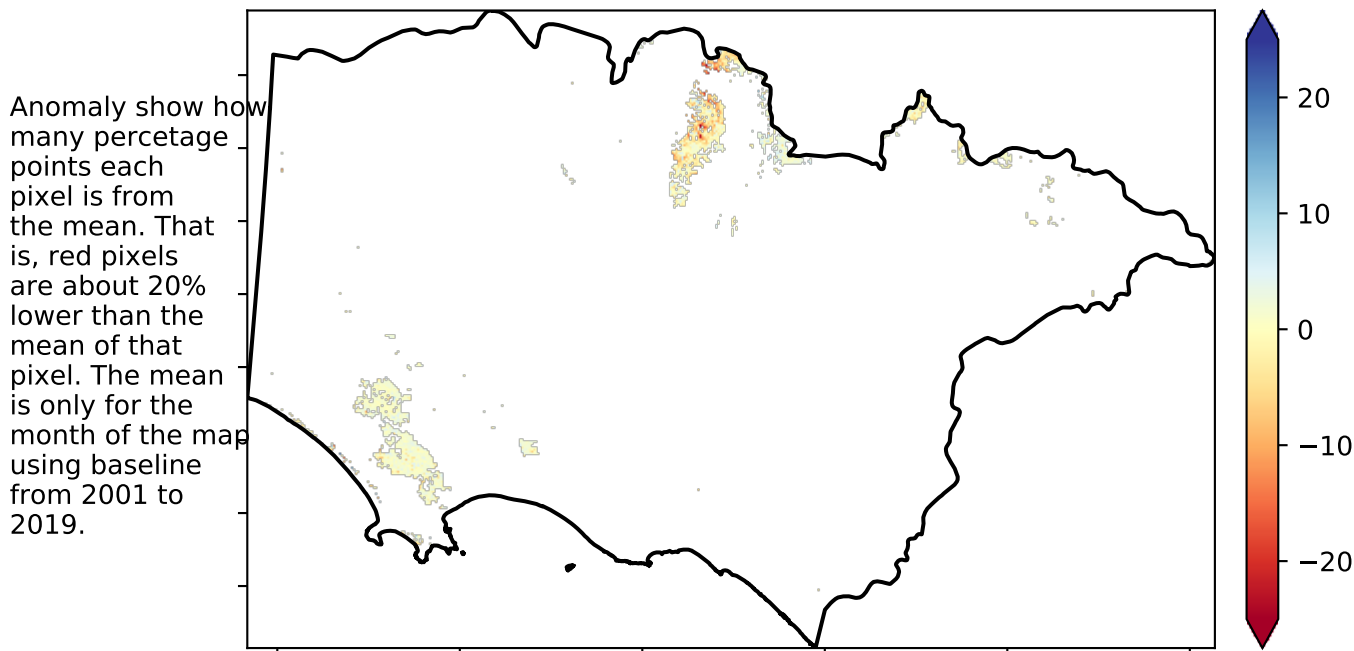 Anomaly show how
many percetage
points each
pixel is from
the mean. That
is, red pixels
are about 20%
lower than the
mean of that
pixel. The mean
is only for the
month of the map
using baseline
from 2001 to
2019.
20
10
0
−10
−20